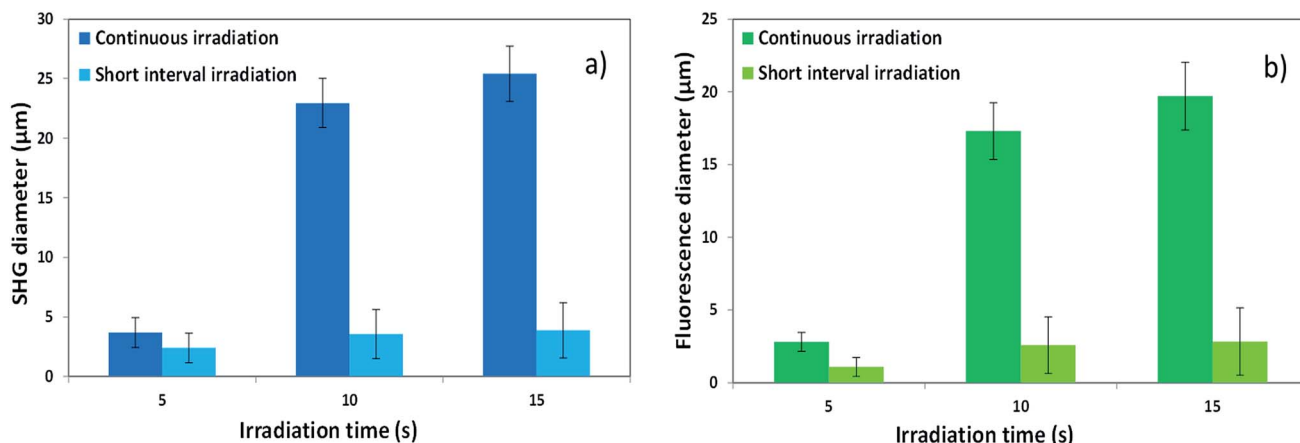 30
25
20
15
10
5
0
SHG diameter (µm)
Continuous irradiation
Short interval irradiation
a)
5
10
15
Irradiation time (s)
25
20
15
10
5
0
Fluorescence diameter (µm)
Continuous irradiation
Short interval irradiation
b)
5
10
15
Irradiation time (s)